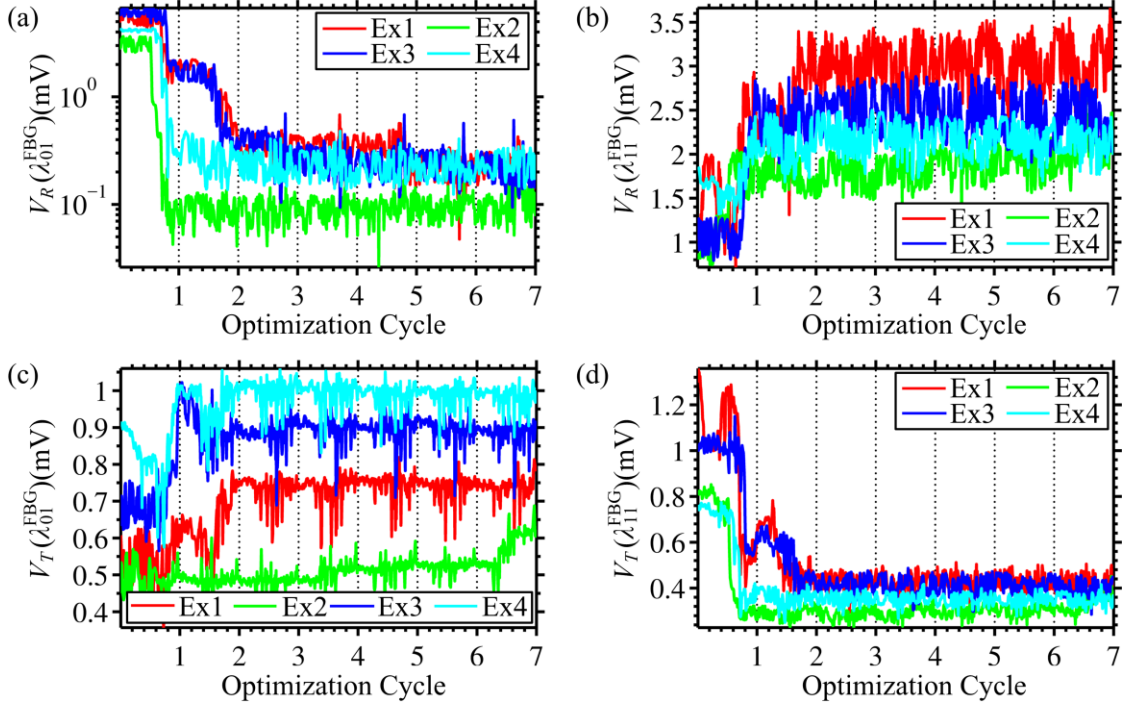 (a)
V_R(λ_01^FBG)(mV)
10^0
10^−1
Ex1 Ex2
Ex3 Ex4
1 2 3 4 5 6 7
Optimization Cycle
(b)
V_R(λ_11^FBG)(mV)
3.5
3
2.5
2
1.5
1
Ex1 Ex2
Ex3 Ex4
1 2 3 4 5 6 7
Optimization Cycle
(c)
V_T(λ_01^FBG)(mV)
1
0.9
0.8
0.7
0.6
0.5
0.4
Ex1 Ex2 Ex3 Ex4
1 2 3 4 5 6 7
Optimization Cycle
(d)
V_T(λ_11^FBG)(mV)
1.2
1
0.8
0.6
0.4
Ex1 Ex2
Ex3 Ex4
1 2 3 4 5 6 7
Optimization Cycle